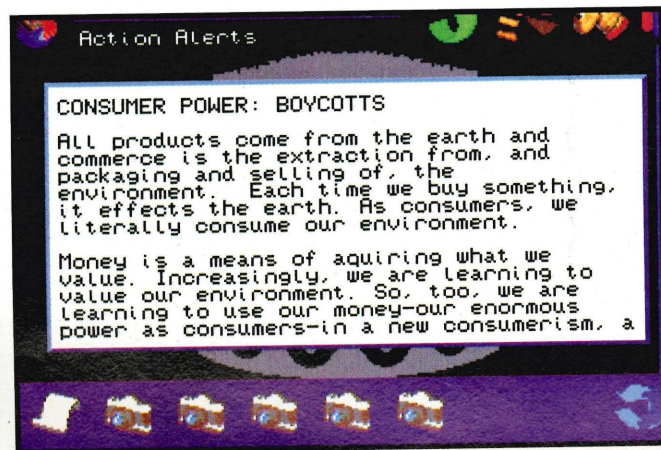 Action Alerts
CONSUMER POWER: BOYCOTTS
All products come from the earth and
commerce is the extraction from, and
packaging and selling of, the
environment.  Each time we buy something,
it effects the earth. As consumers, we
literally consume our environment.
Money is a means of aquiring what we
value. Increasingly, we are learning to
value our environment. So, too, we are
learning to use our money-our enormous
power as consumers-in a new consumerism, a